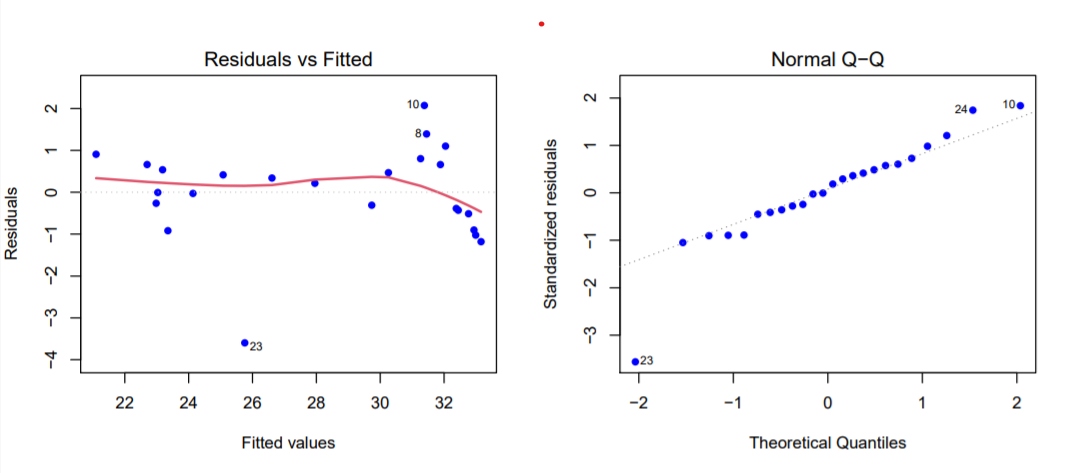 Residuals vs Fitted
Residuals
2
1
0
−1
−2
−3
−4
10
8
23
22 24 26 28 30 32
Fitted values
Normal Q−Q
Standardized residuals
2
1
0
−1
−2
−3
24
10
23
−2 −1 0 1 2
Theoretical Quantiles